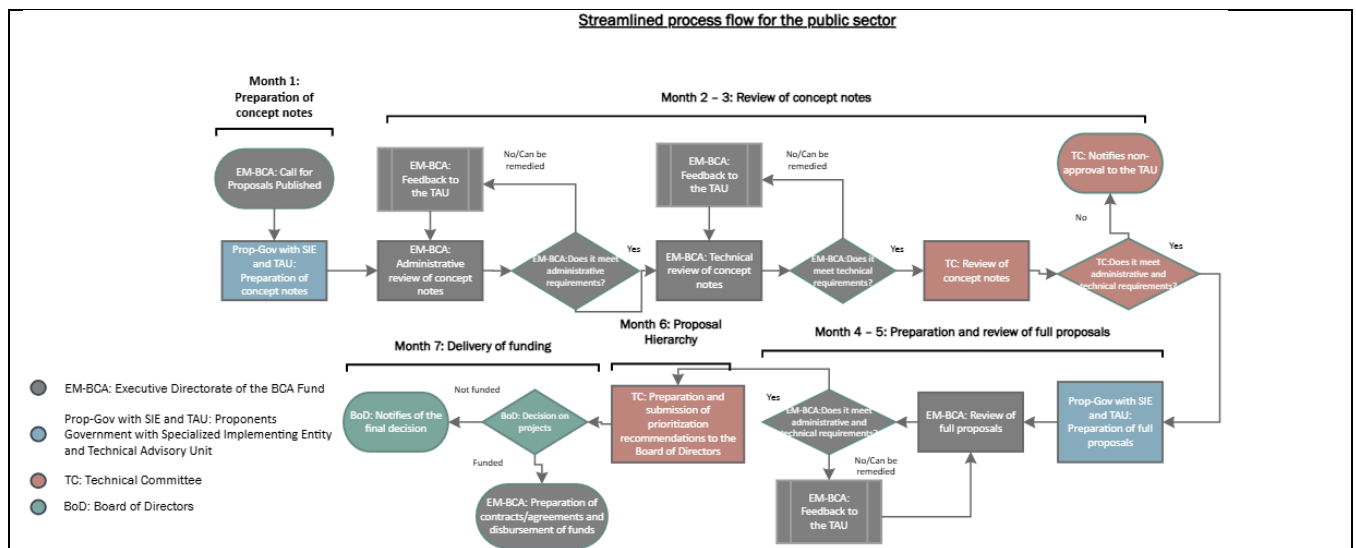 Streamlined process flow for the public sector
Month 1:
Preparation of
concept notes
Month 2 – 3: Review of concept notes
EM-BCA: Call for
Proposals Published
EM-BCA:
Feedback to
the TAU
No/Can be
remedied
EM-BCA:
Feedback to
the TAU
No/Can be
remedied
TC: Notifies non-
approval to the TAU
No
Prop-Gov with SIE
and TAU:
Preparation of
concept notes
EM-BCA:
Administrative
review of concept
notes
EM-BCA:Does it meet
administrative
requirements?
Yes
EM-BCA: Technical
review of concept
notes
EM-BCA:Does it
meet technical
requirements?
Yes
TC: Review of
concept notes
TC:Does it meet
administrative and
technical requirements?
Yes
Month 6: Proposal
Hierarchy
Month 4 – 5: Preparation and review of full proposals
Month 7: Delivery of funding
EM-BCA: Executive Directorate of the BCA Fund
Prop-Gov with SIE and TAU: Proponents
Government with Specialized Implementing Entity
and Technical Advisory Unit
TC: Technical Committee
BoD: Board of Directors
BoD: Notifies of the
final decision
Not funded
BoD: Decision on
projects
Funded
EM-BCA: Preparation of
contracts/agreements and
disbursement of funds
TC: Preparation and
submission of
prioritization
recommendations to the
Board of Directors
Yes
EM-BCA:Does it meet
administrative and
technical requirements?
No/Can be
remedied
EM-BCA:
Feedback to
the TAU
EM-BCA: Review of
full proposals
Prop-Gov with SIE
and TAU:
Preparation of full
proposals